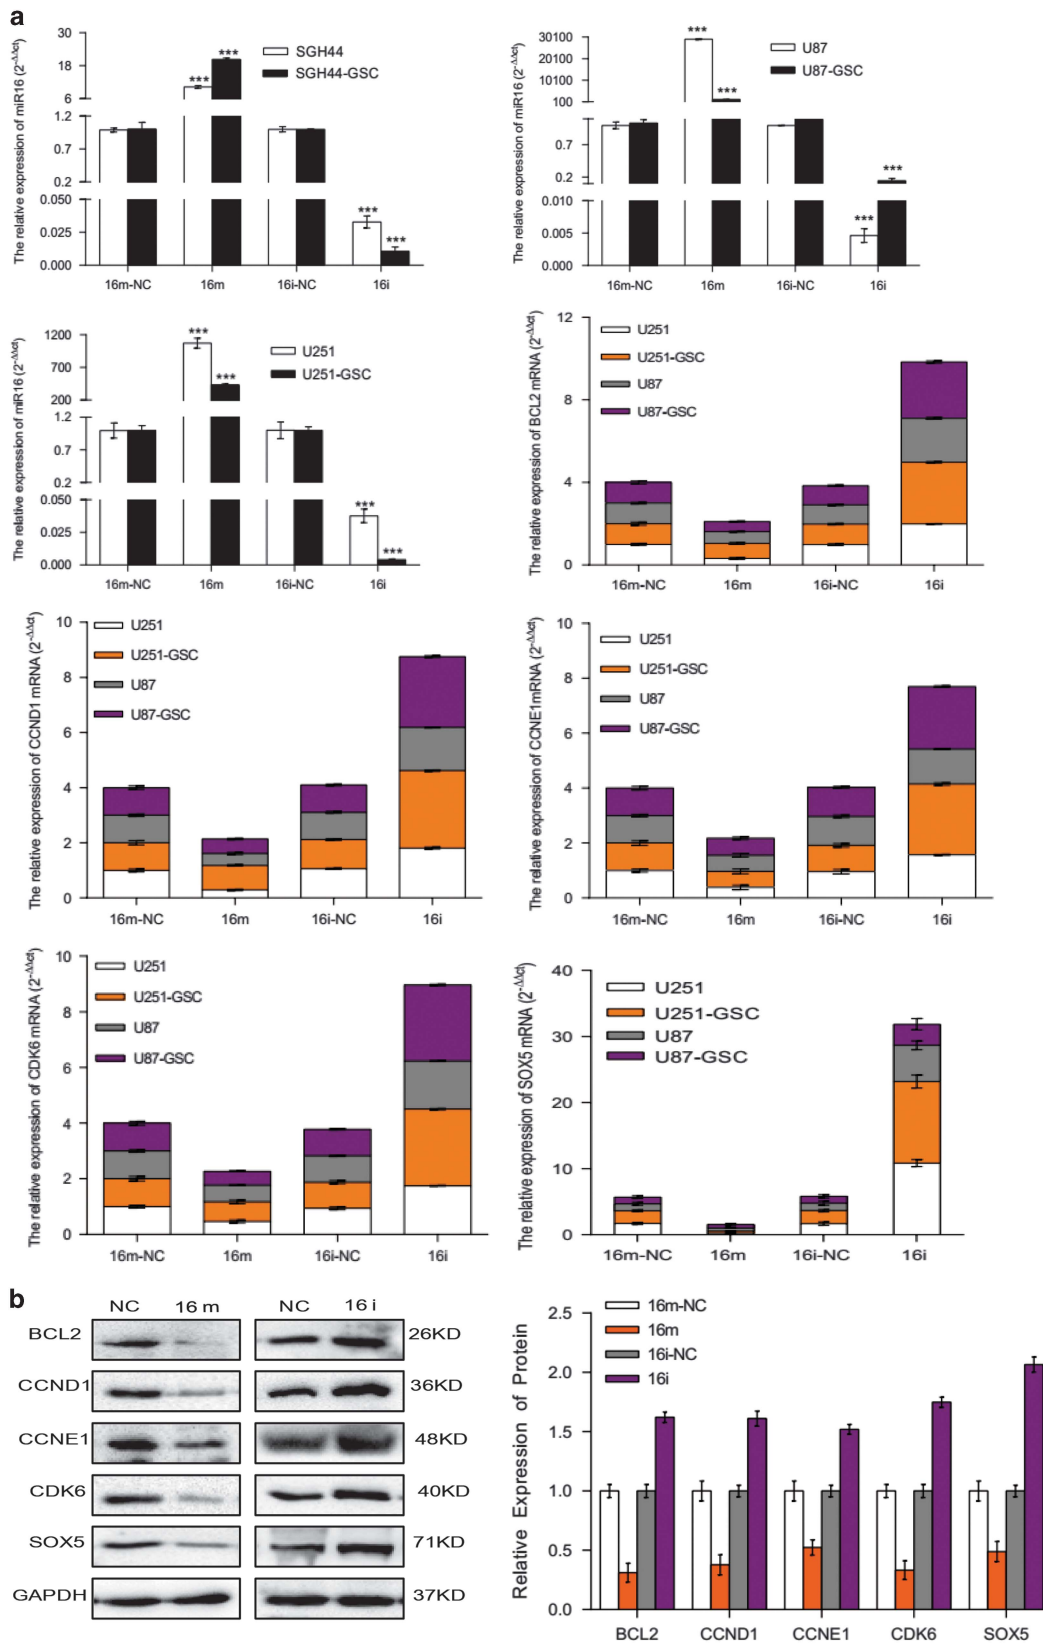 a
The relative expression of miR16 (2-ΔΔct)
30
18
6
1.2
0.7
0.2
0.050
0.025
0.000
SGH44
SGH44-GSC
***
***
***
***
16m-NC 16m 16i-NC 16i
The relative expression of miR16 (2-ΔΔct)
30100
20100
10100
100
0.7
0.2
0.010
0.005
0.000
U87
U87-GSC
***
***
***
***
16m-NC 16m 16i-NC 16i
The relative expression of miR16 (2-ΔΔct)
1200
700
200
1.2
0.7
0.2
0.050
0.025
0.000
U251
U251-GSC
***
***
***
***
16m-NC 16m 16i-NC 16i
The relative expression of BCL2 mRNA (2-ΔΔct)
12
8
4
0
U251
U251-GSC
U87
U87-GSC
16m-NC 16m 16i-NC 16i
The relative expression of CCND1 mRNA (2-ΔΔct)
10
8
6
4
2
0
U251
U251-GSC
U87
U87-GSC
16m-NC 16m 16i-NC 16i
The relative expression of CCNE1mRNA (2-ΔΔct)
10
8
6
4
2
0
U251
U251-GSC
U87
U87-GSC
16m-NC 16m 16i-NC 16i
The relative expression of CDK6 mRNA (2-ΔΔct)
10
8
6
4
2
0
U251
U251-GSC
U87
U87-GSC
16m-NC 16m 16i-NC 16i
The relative expression of SOX5 mRNA (2-ΔΔct)
40
30
20
10
0
U251
U251-GSC
U87
U87-GSC
16m-NC 16m 16i-NC 16i
b
NC 16 m NC 16 i
BCL2 26KD
CCND1 36KD
CCNE1 48KD
CDK6 40KD
SOX5 71KD
GAPDH 37KD
Relative Expression of Protein
2.5
2.0
1.5
1.0
0.5
0.0
16m-NC
16m
16i-NC
16i
BCL2 CCND1 CCNE1 CDK6 SOX5